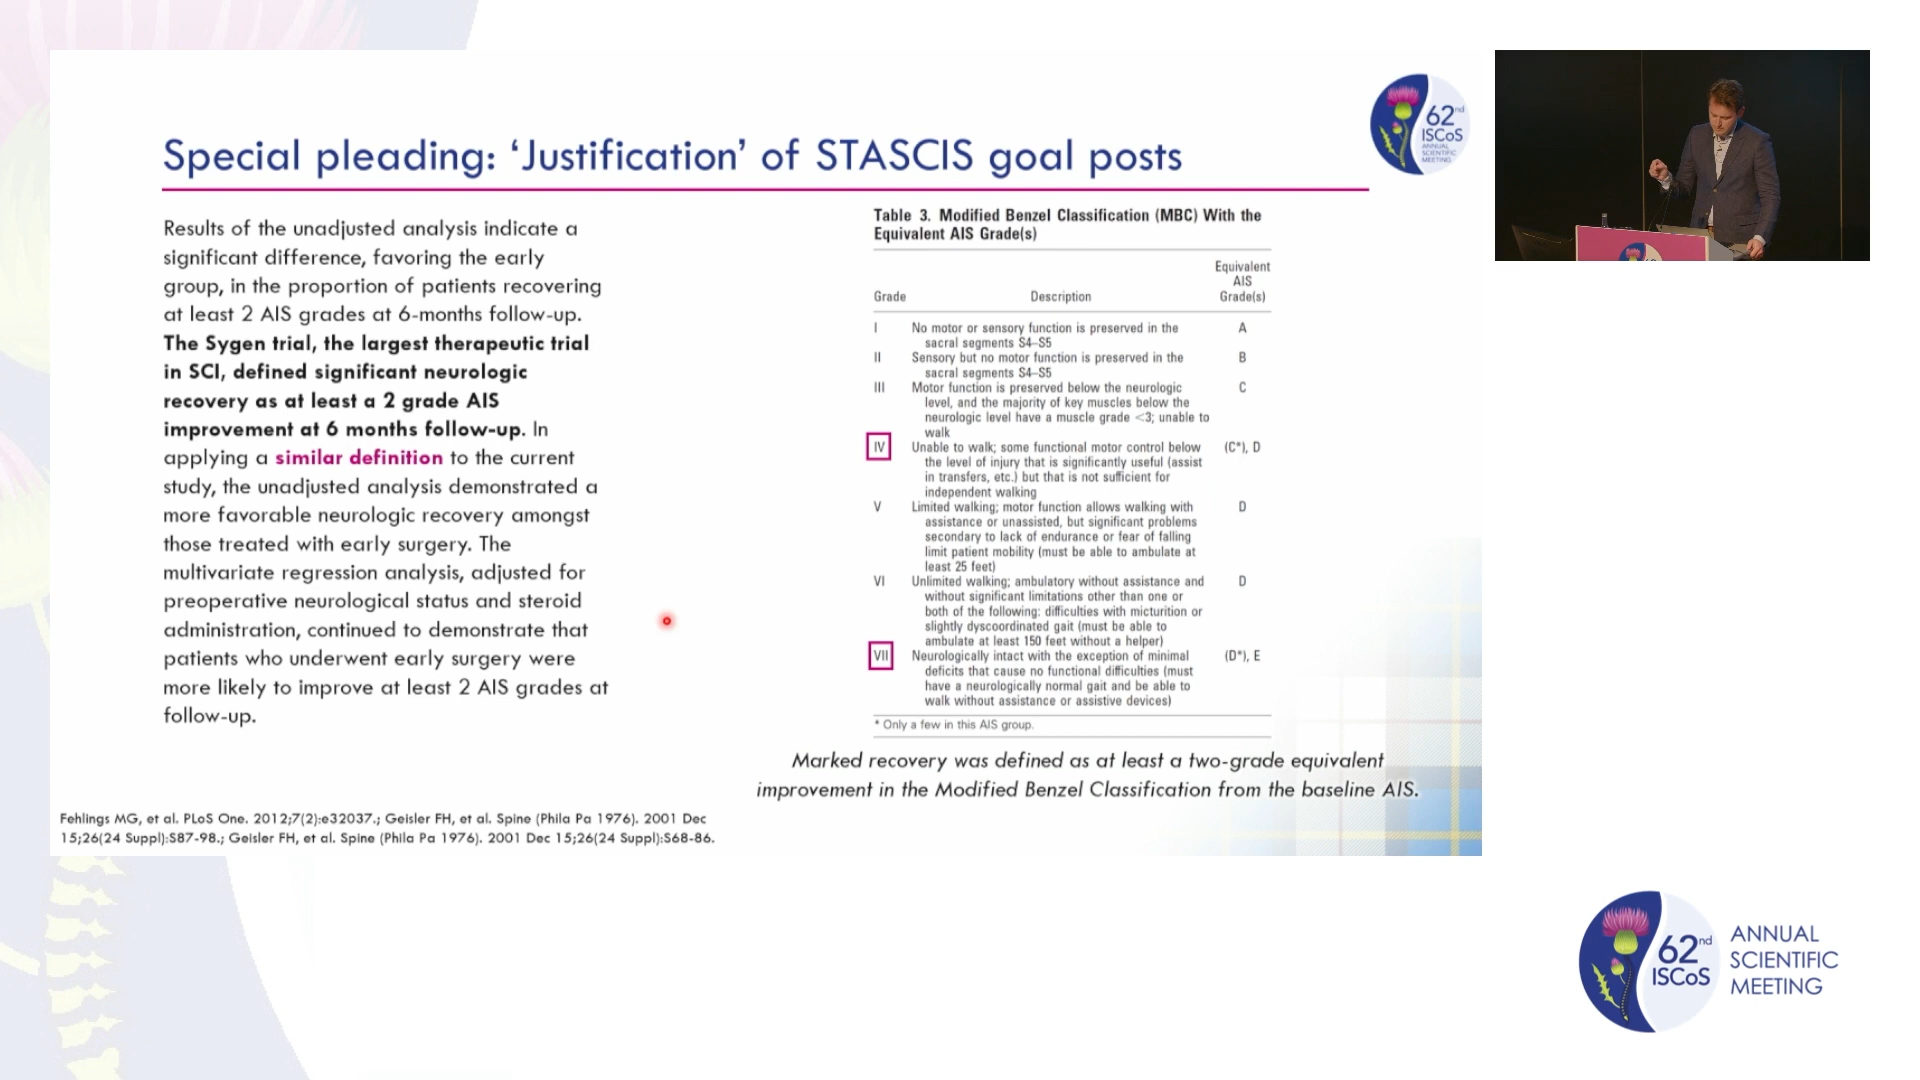 Special pleading: ‘Justification’ of STASCIS goal posts
62nd
ISCoS
ANNUAL
SCIENTIFIC
MEETING
Results of the unadjusted analysis indicate a
significant difference, favoring the early
group, in the proportion of patients recovering
at least 2 AIS grades at 6-months follow-up.
The Sygen trial, the largest therapeutic trial
in SCI, defined significant neurologic
recovery as at least a 2 grade AIS
improvement at 6 months follow-up. In
applying a similar definition to the current
study, the unadjusted analysis demonstrated a
more favorable neurologic recovery amongst
those treated with early surgery. The
multivariate regression analysis, adjusted for
preoperative neurological status and steroid
administration, continued to demonstrate that
patients who underwent early surgery were
more likely to improve at least 2 AIS grades at
follow-up.
Table 3. Modified Benzel Classification (MBC) With the
Equivalent AIS Grade(s)
Equivalent
AIS
Grade Description Grade(s)
I No motor or sensory function is preserved in the A
sacral segments S4–S5
II Sensory but no motor function is preserved in the B
sacral segments S4–S5
III Motor function is preserved below the neurologic C
level, and the majority of key muscles below the
neurologic level have a muscle grade <3; unable to
walk
IV Unable to walk; some functional motor control below (C*), D
the level of injury that is significantly useful (assist
in transfers, etc.) but that is not sufficient for
independent walking
V Limited walking; motor function allows walking with D
assistance or unassisted, but significant problems
secondary to lack of endurance or fear of falling
limit patient mobility (must be able to ambulate at
least 25 feet)
VI Unlimited walking; ambulatory without assistance and D
without significant limitations other than one or
both of the following: difficulties with micturition or
slightly dyscoordinated gait (must be able to
ambulate at least 150 feet without a helper)
VII Neurologically intact with the exception of minimal (D*), E
deficits that cause no functional difficulties (must
have a neurologically normal gait and be able to
walk without assistance or assistive devices)
* Only a few in this AIS group.
Marked recovery was defined as at least a two-grade equivalent
improvement in the Modified Benzel Classification from the baseline AIS.
Fehlings MG, et al. PLoS One. 2012;7(2):e32037.; Geisler FH, et al. Spine (Phila Pa 1976). 2001 Dec
15;26(24 Suppl):S87-98.; Geisler FH, et al. Spine (Phila Pa 1976). 2001 Dec 15;26(24 Suppl):S68-86.
62nd
ISCoS
ANNUAL
SCIENTIFIC
MEETING